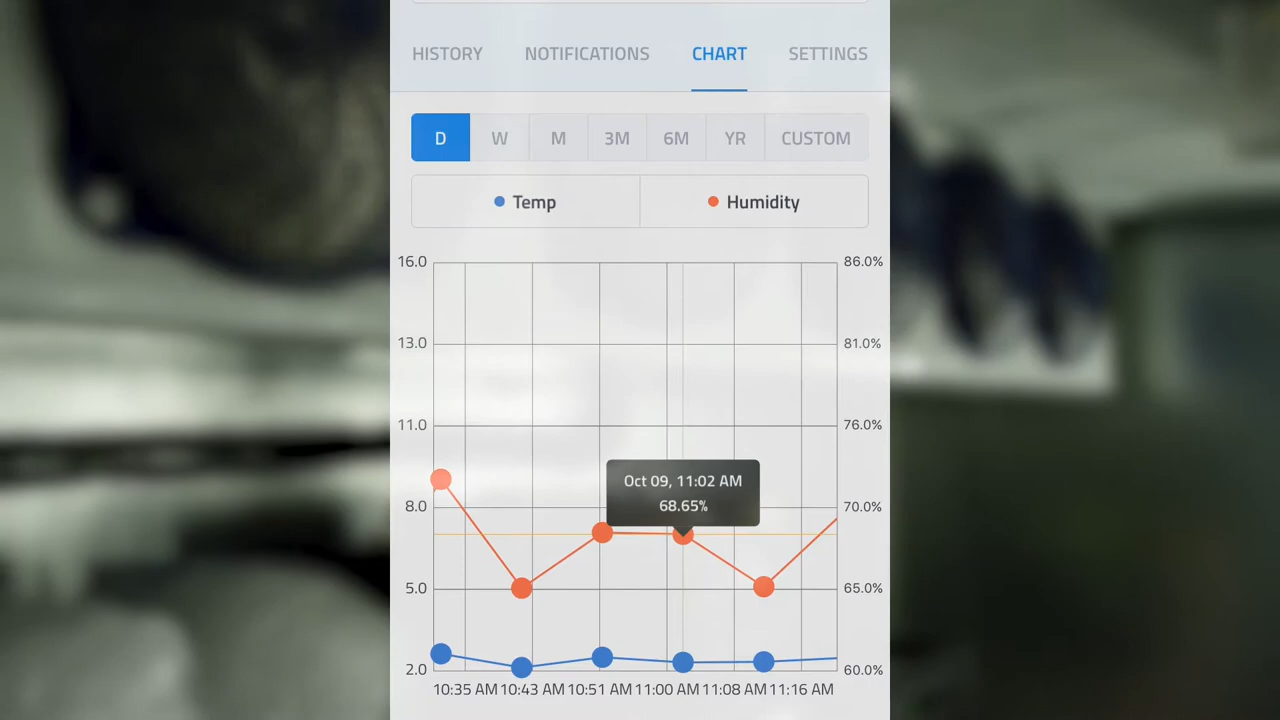 HISTORY NOTIFICATIONS CHART SETTINGS
D W M 3M 6M YR CUSTOM
Temp Humidity
16.0 86.0%
13.0 81.0%
11.0 76.0%
Oct 09, 11:02 AM
68.65%
8.0 70.0%
5.0 65.0%
2.0 60.0%
10:35 AM 10:43 AM 10:51 AM 11:00 AM 11:08 AM 11:16 AM